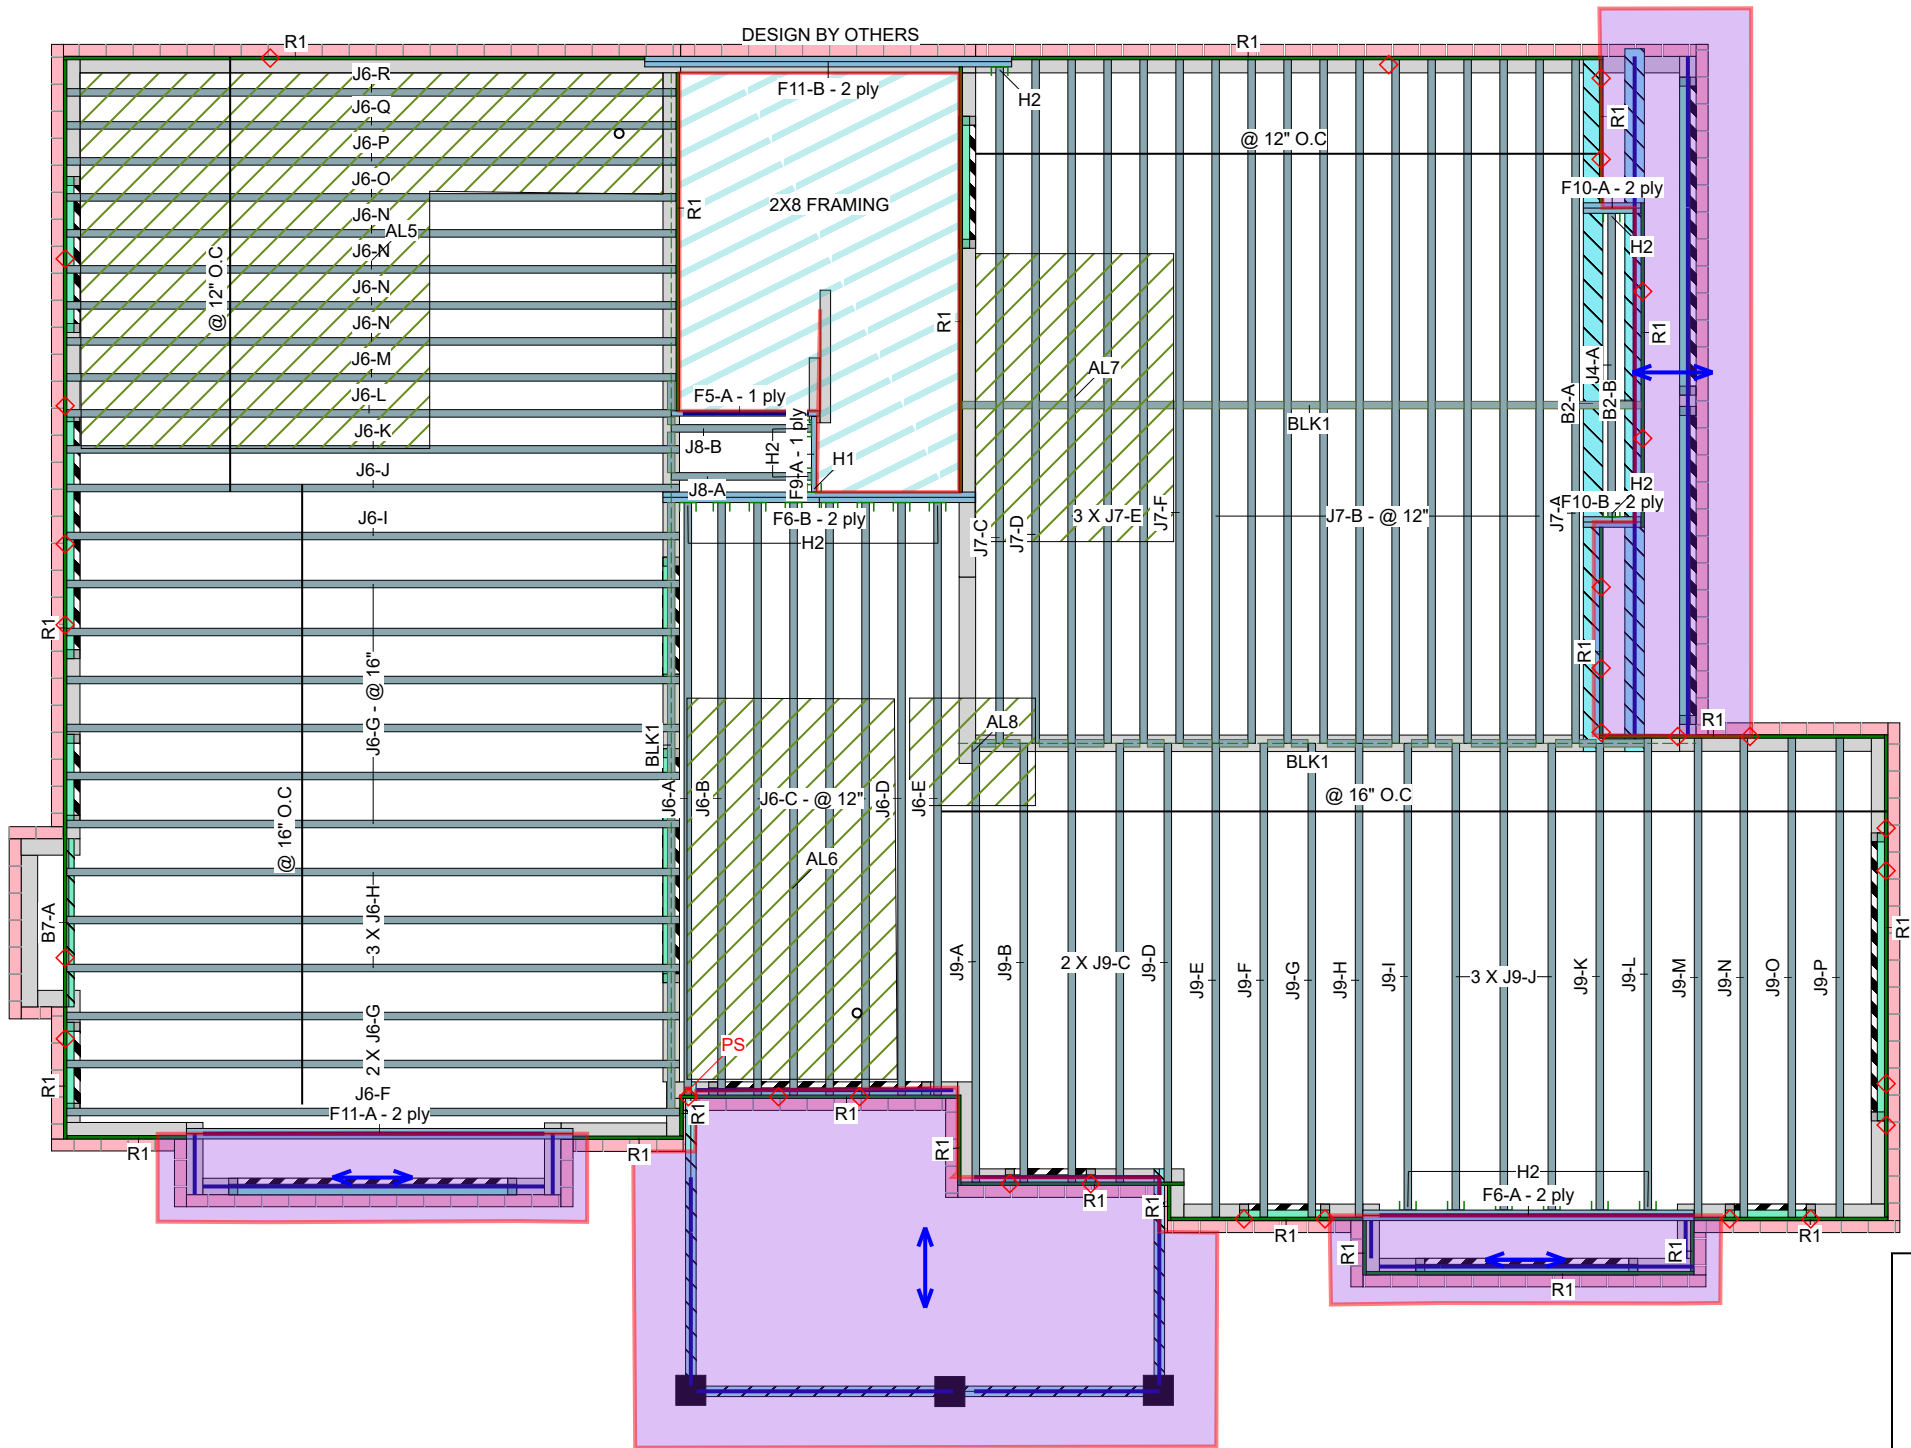 DESIGN BY OTHERS
R1
R1
J6-R
F11-B - 2 ply
H2
J6-Q
R1
J6-P
@ 12" O.C
J6-O
F10-A - 2 ply
J6-N
R1
2X8 FRAMING
AL5
J6-N
H2
@ 12" O.C
J6-N
J6-N
R1
R1
J6-M
AL7
J4-A
J6-L
F5-A - 1 ply
B2-A
B2-B
BLK1
J6-K
J8-B
H2
F9-A - 1 ply
H1
J6-J
J8-A
H2
F10-B - 2 ply
J6-I
F6-B - 2 ply
H2
J7-C
J7-D
3 X J7-E
J7-F
J7-B - @ 12"
J7-A
R1
R1
J6-G - @ 16"
BLK1
AL8
R1
BLK1
@ 16" O.C
J6-A
J6-B
J6-C - @ 12"
J6-D
J6-E
@ 16" O.C
AL6
B7-A
3 X J6-H
R1
J9-A
J9-B
2 X J9-C
J9-D
J9-E
J9-F
J9-G
J9-H
J9-I
3 X J9-J
J9-K
J9-L
J9-M
J9-N
J9-O
J9-P
2 X J6-G
PS
R1
J6-F
F11-A - 2 ply
R1
R1
R1
R1
R1
R1
R1
H2
F6-A - 2 ply
R1
R1
R1
R1
R1
R1